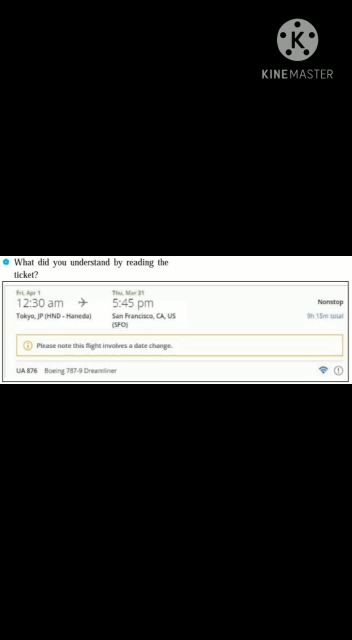 K
KINEMASTER
What did you understand by reading the
ticket?
Fri, Apr 1
Thu, Mar 31
12:30 am
5:45 pm
Nonstop
Tokyo, JP (HND - Haneda)
San Francisco, CA, US
(SFO)
9h 15m total
Please note this flight involves a date change.
UA 876 Boeing 787-9 Dreamliner